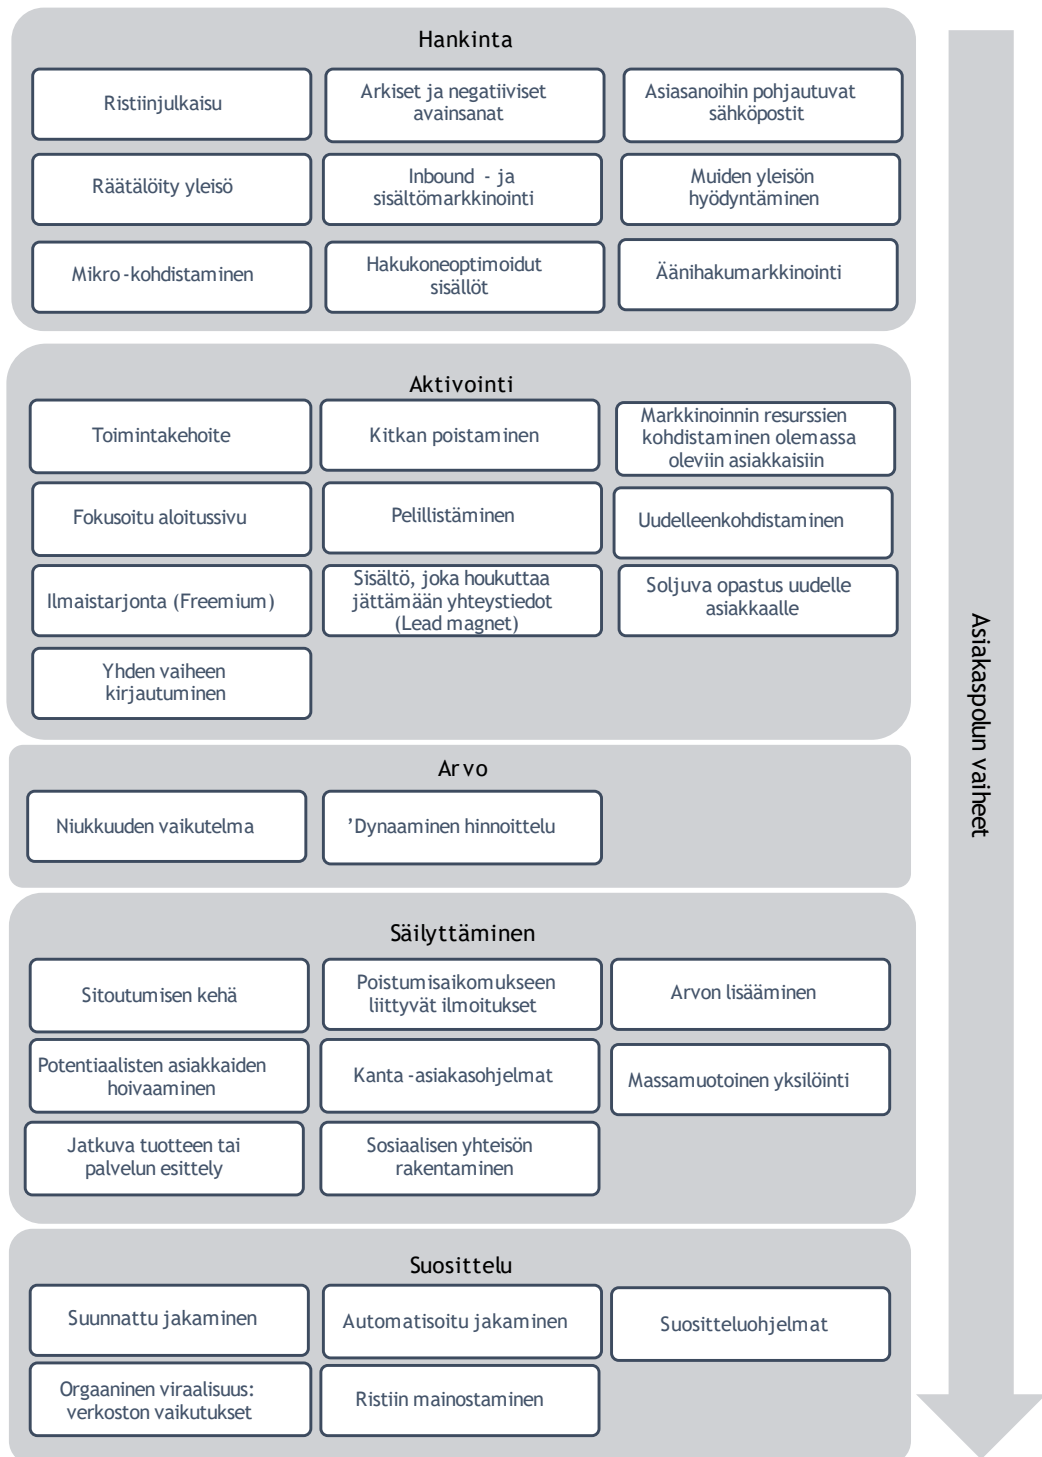 Hankinta
Ristiinjulkaisu
Arkiset ja negatiiviset
avainsanat
Asiasanoihin pohjautuvat
sähköpostit
Räätälöity yleisö
Inbound - ja
sisältömarkkinointi
Muiden yleisön
hyödyntäminen
Mikro-kohdistaminen
Hakukoneoptimoidut
sisällöt
Äänihakumarkkinointi
Aktivointi
Toimintakehoite
Kitkan poistaminen
Markkinoinnin resurssien
kohdistaminen olemassa
oleviin asiakkaisiin
Fokusoitu aloitussivu
Pelillistäminen
Uudelleenkohdistaminen
Ilmaistarjonta (Freemium)
Sisältö, joka houkuttaa
jättämään yhteystiedot
(Lead magnet)
Soljuva opastus uudelle
asiakkaalle
Yhden vaiheen
kirjautuminen
Arvo
Niukkuuden vaikutelma
’Dynaaminen hinnoittelu
Säilyttäminen
Sitoutumisen kehä
Poistumisaikomukseen
liittyvät ilmoitukset
Arvon lisääminen
Potentiaalisten asiakkaiden
hoivaaminen
Kanta -asiakasohjelmat
Massamuotoinen yksilöinti
Jatkuva tuotteen tai
palvelun esittely
Sosiaalisen yhteisön
rakentaminen
Suosittelu
Suunnattu jakaminen
Automatisoitu jakaminen
Suositteluohjelmat
Orgaaninen viraalisuus:
verkoston vaikutukset
Ristiin mainostaminen
Asiakaspolun vaiheet